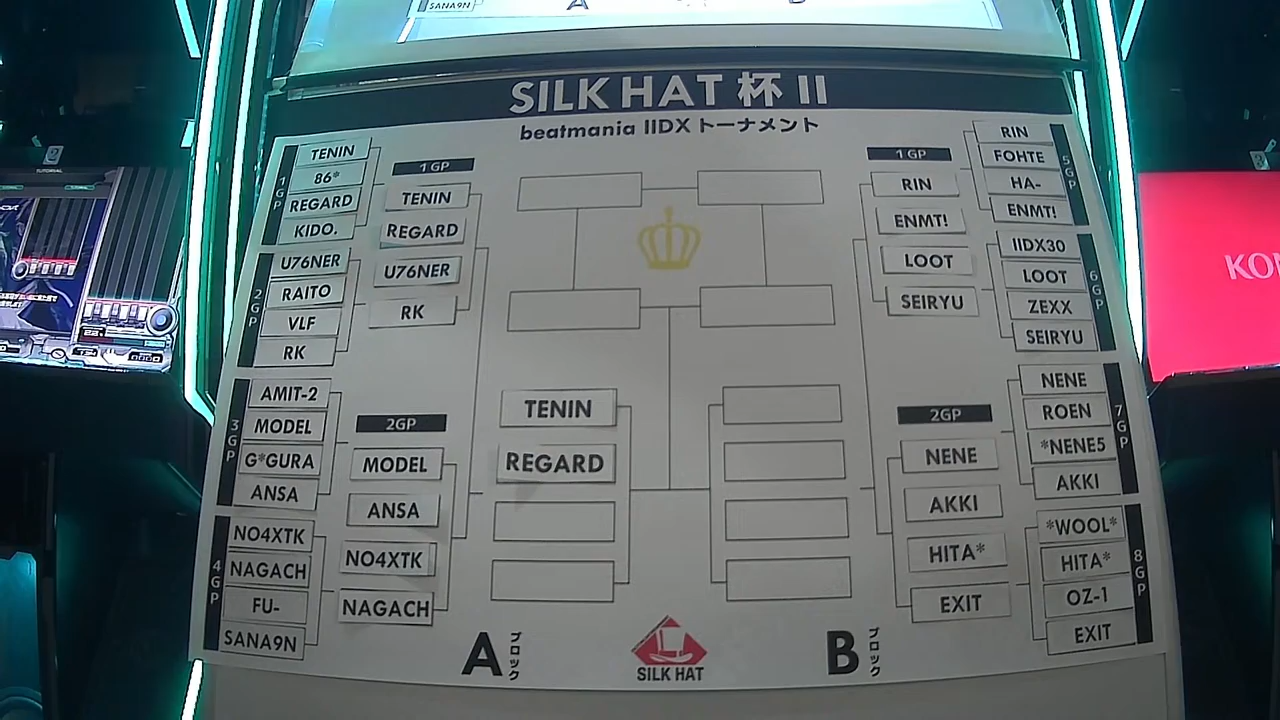 SANA9N
SILK HAT 杯 II
beatmania IIDX トーナメント
1GP
TENIN
86*
REGARD
KIDO.
2GP
U76NER
RAITO
VLF
RK
3GP
AMIT-2
MODEL
G*GURA
ANSA
4GP
NO4XTK
NAGACH
FU-
SANA9N
1GP
TENIN
REGARD
U76NER
RK
2GP
MODEL
ANSA
NO4XTK
NAGACH
TENIN
REGARD
A ブロック
SILK HAT
B ブロック
1GP
RIN
ENMT!
LOOT
SEIRYU
2GP
NENE
AKKI
HITA*
EXIT
5GP
RIN
FOHTE
HA-
ENMT!
6GP
IIDX30
LOOT
ZEXX
SEIRYU
7GP
NENE
ROEN
*NENE5
AKKI
8GP
*WOOL*
HITA*
OZ-1
EXIT
TUTORIAL
KON